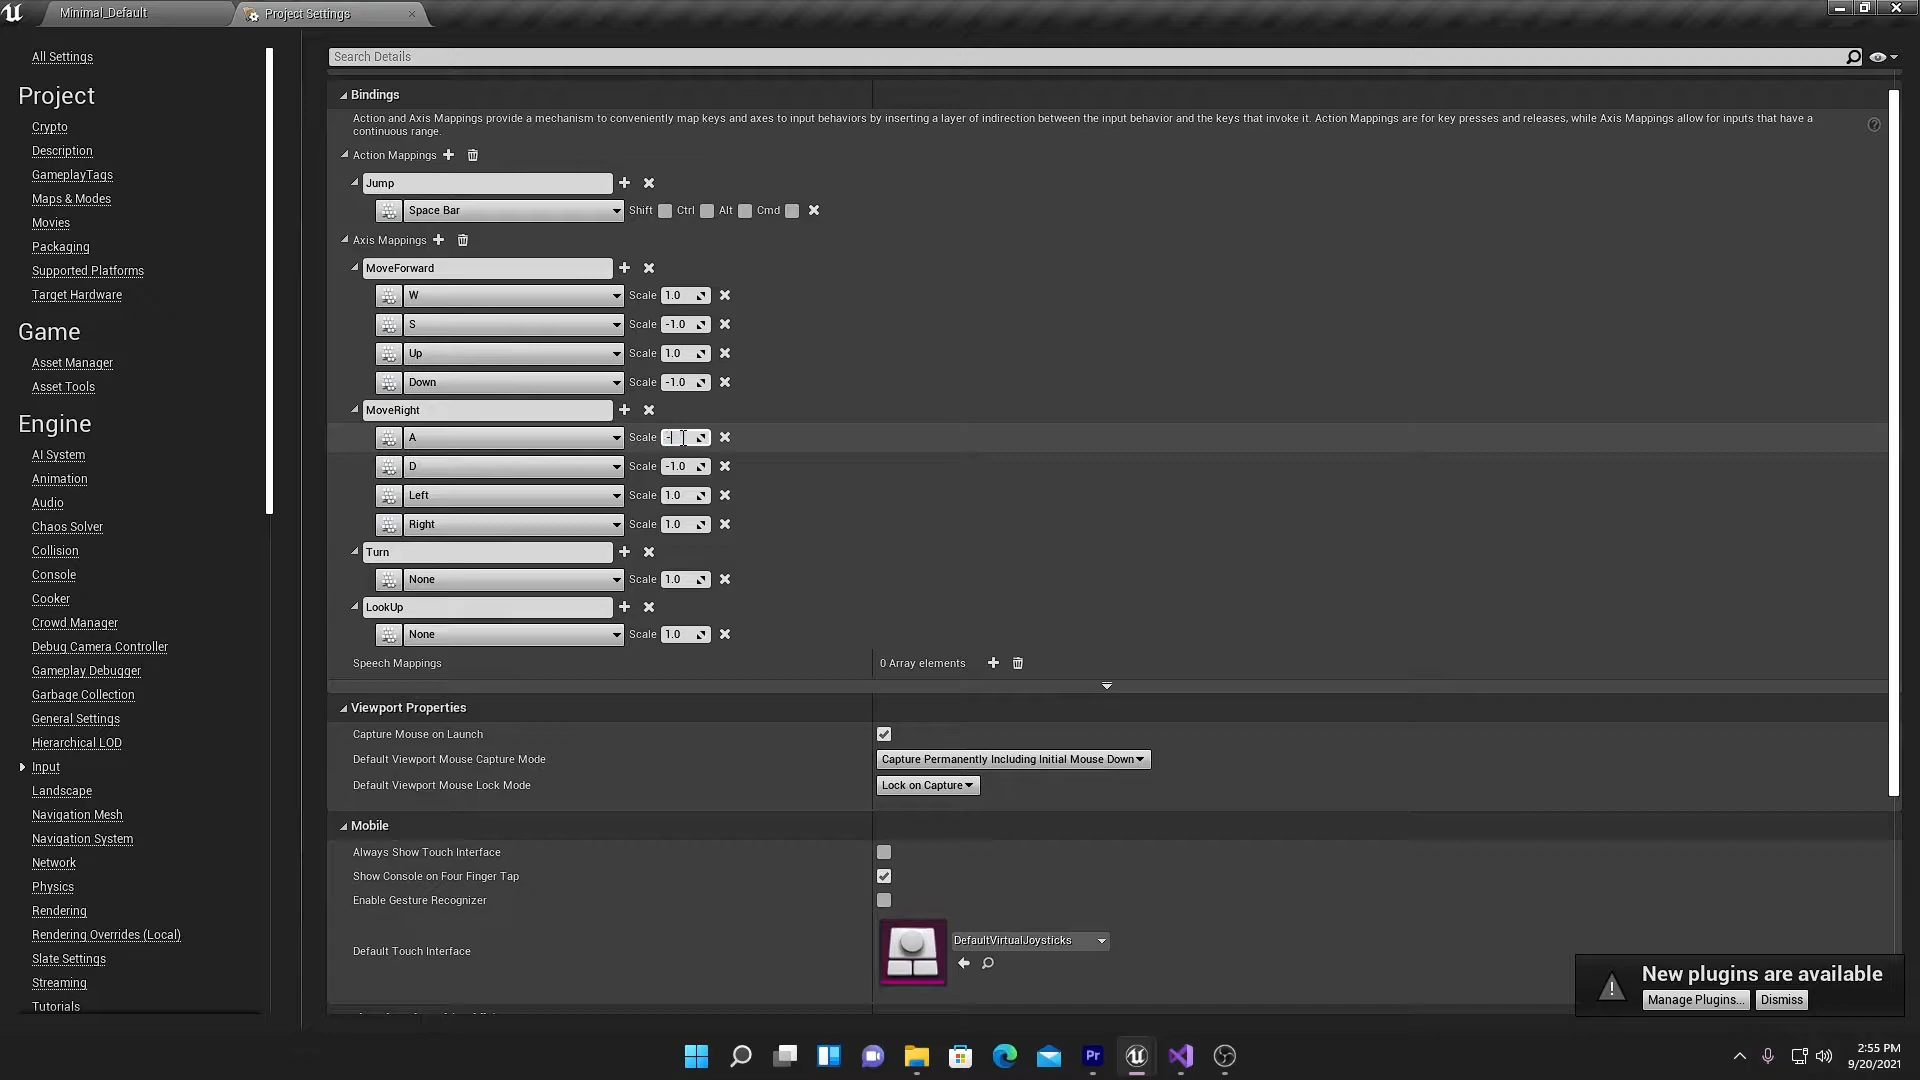 Minimal_Default
Project Settings
All Settings
Project
Crypto
Description
GameplayTags
Maps & Modes
Movies
Packaging
Supported Platforms
Target Hardware
Game
Asset Manager
Asset Tools
Engine
AI System
Animation
Audio
Chaos Solver
Collision
Console
Cooker
Crowd Manager
Debug Camera Controller
Gameplay Debugger
Garbage Collection
General Settings
Hierarchical LOD
Input
Landscape
Navigation Mesh
Navigation System
Network
Physics
Rendering
Rendering Overrides (Local)
Slate Settings
Streaming
Tutorials
Search Details
Bindings
Action and Axis Mappings provide a mechanism to conveniently map keys and axes to input behaviors by inserting a layer of indirection between the input behavior and the keys that invoke it. Action Mappings are for key presses and releases, while Axis Mappings allow for inputs that have a
continuous range.
Action Mappings
Jump
Space Bar Shift Ctrl Alt Cmd
Axis Mappings
MoveForward
W Scale 1.0
S Scale -1.0
Up Scale 1.0
Down Scale -1.0
MoveRight
A Scale -
D Scale -1.0
Left Scale 1.0
Right Scale 1.0
Turn
None Scale 1.0
LookUp
None Scale 1.0
Speech Mappings 0 Array elements
Viewport Properties
Capture Mouse on Launch
Default Viewport Mouse Capture Mode Capture Permanently Including Initial Mouse Down
Default Viewport Mouse Lock Mode Lock on Capture
Mobile
Always Show Touch Interface
Show Console on Four Finger Tap
Enable Gesture Recognizer
Default Touch Interface DefaultVirtualJoysticks
New plugins are available
Manage Plugins... Dismiss
Pr
2:55 PM
9/20/2021